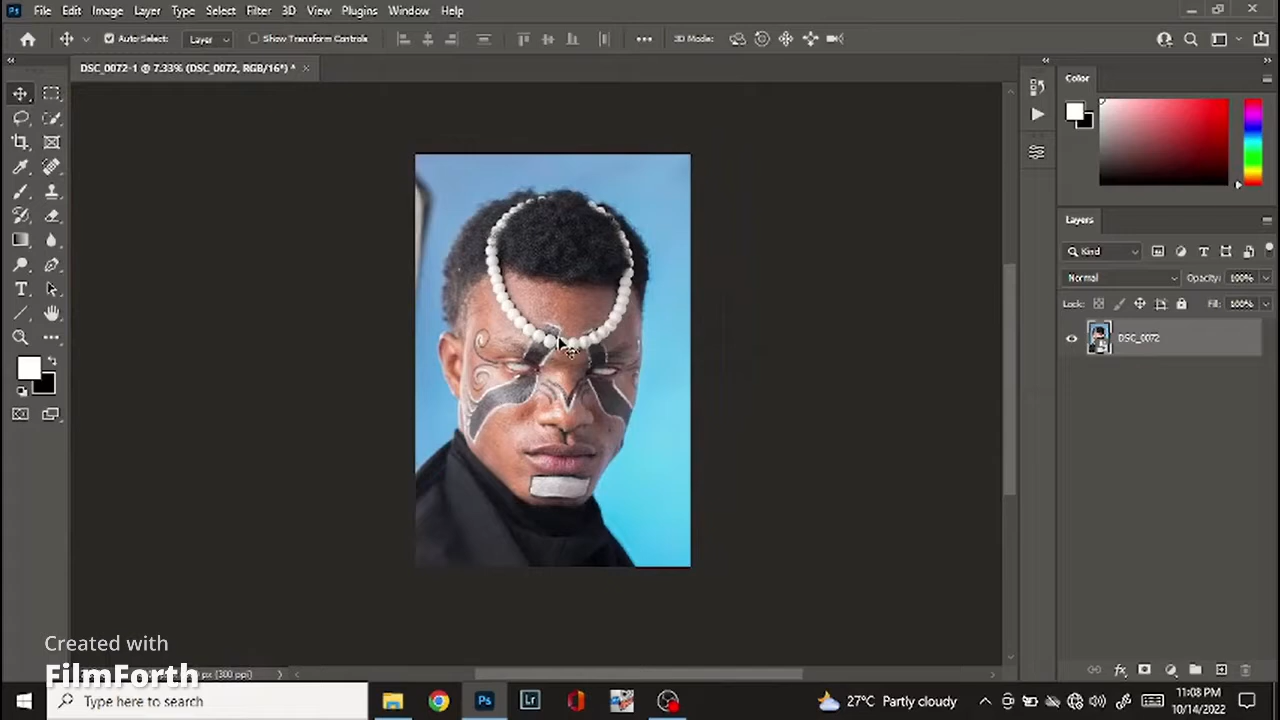 Ps File Edit Image Layer Type Select Filter 3D View Plugins Window Help
Auto-Select: Layer Show Transform Controls 3D Mode:
DSC_0072-1 @ 7.33% (DSC_0072, RGB/16*) *
Color
Layers
Kind
Normal Opacity: 100%
Lock: Fill: 100%
DSC_0072
Created with
FilmForth
px (300 ppi)
Type here to search
Ps Lr
27°C Partly cloudy
11:08 PM
10/14/2022